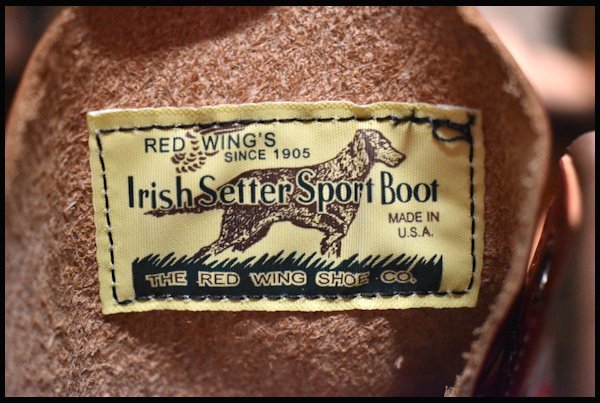 RED WING'S
SINCE 1905
Irish Setter Sport Boot
MADE IN
U.S.A.
THE RED WING SHOE CO.